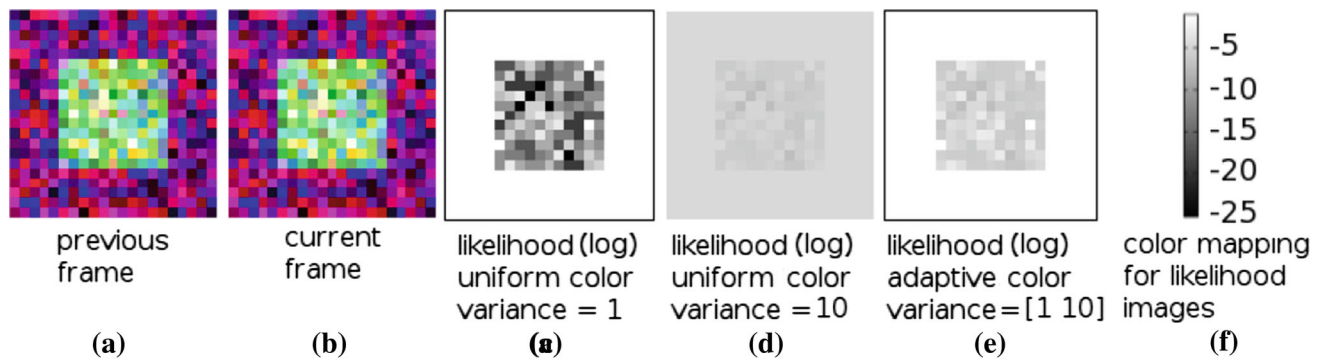 previous
frame
(a)
current
frame
(b)
likelihood (log)
uniform color
variance = 1
likelihood (log)
uniform color
variance = 10
(d)
likelihood (log)
adaptive color
variance=[1 10]
(e)
-5
-10
-15
-20
-25
color mapping
for likelihood
images
(f)